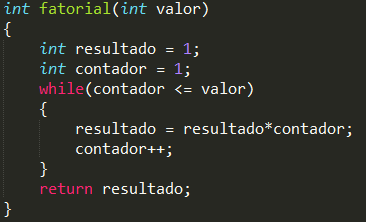 int fatorial(int valor)
{
    int resultado = 1;
    int contador = 1;
    while(contador <= valor)
    {
        resultado = resultado*contador;
        contador++;
    }
    return resultado;
}